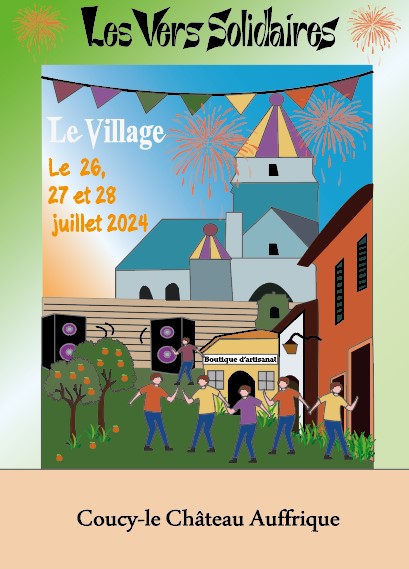 Les Vers Solidaires
Le Village
Le 26,
27 et 28
juillet 2024
Boutique d'artisanat
Coucy-le Château Auffrique